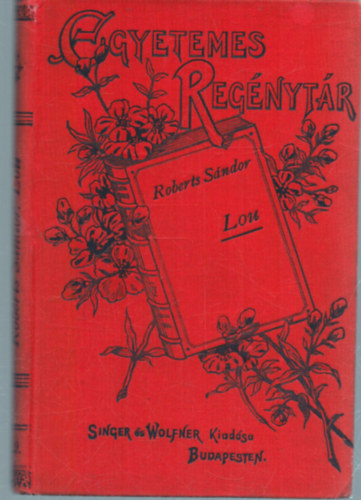 EGYETEMES
REGÉNYTÁR
Roberts Sándor
Lou
SINGER és WOLFNER Kiadása
BUDAPESTEN.